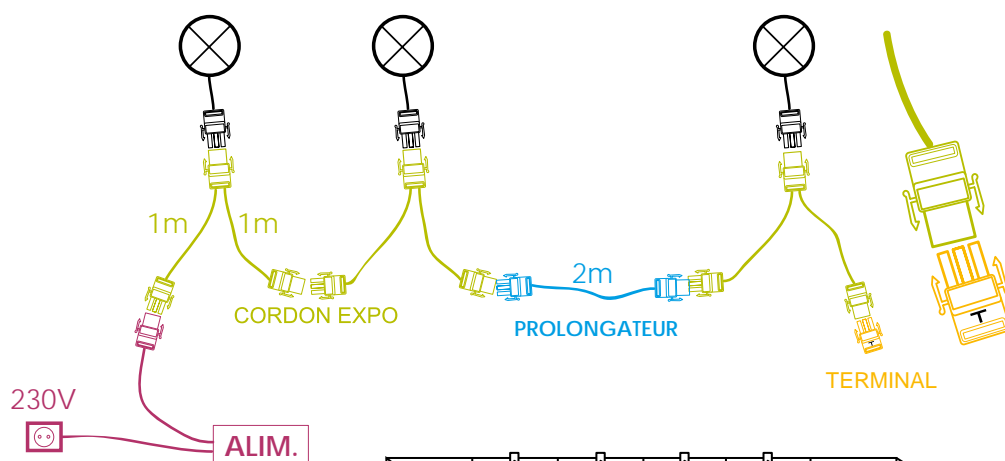 1m 1m
2m
CORDON EXPO
PROLONGATEUR
T
T
TERMINAL
230V
ALIM.